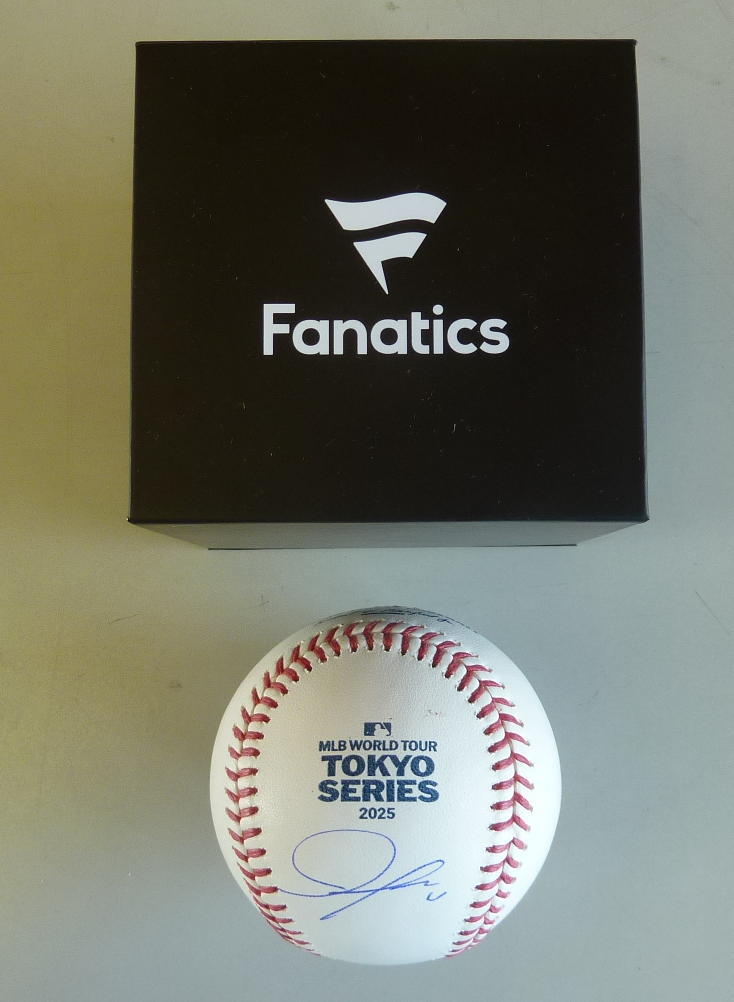 Fanatics
MLB WORLD TOUR
TOKYO
SERIES
2025